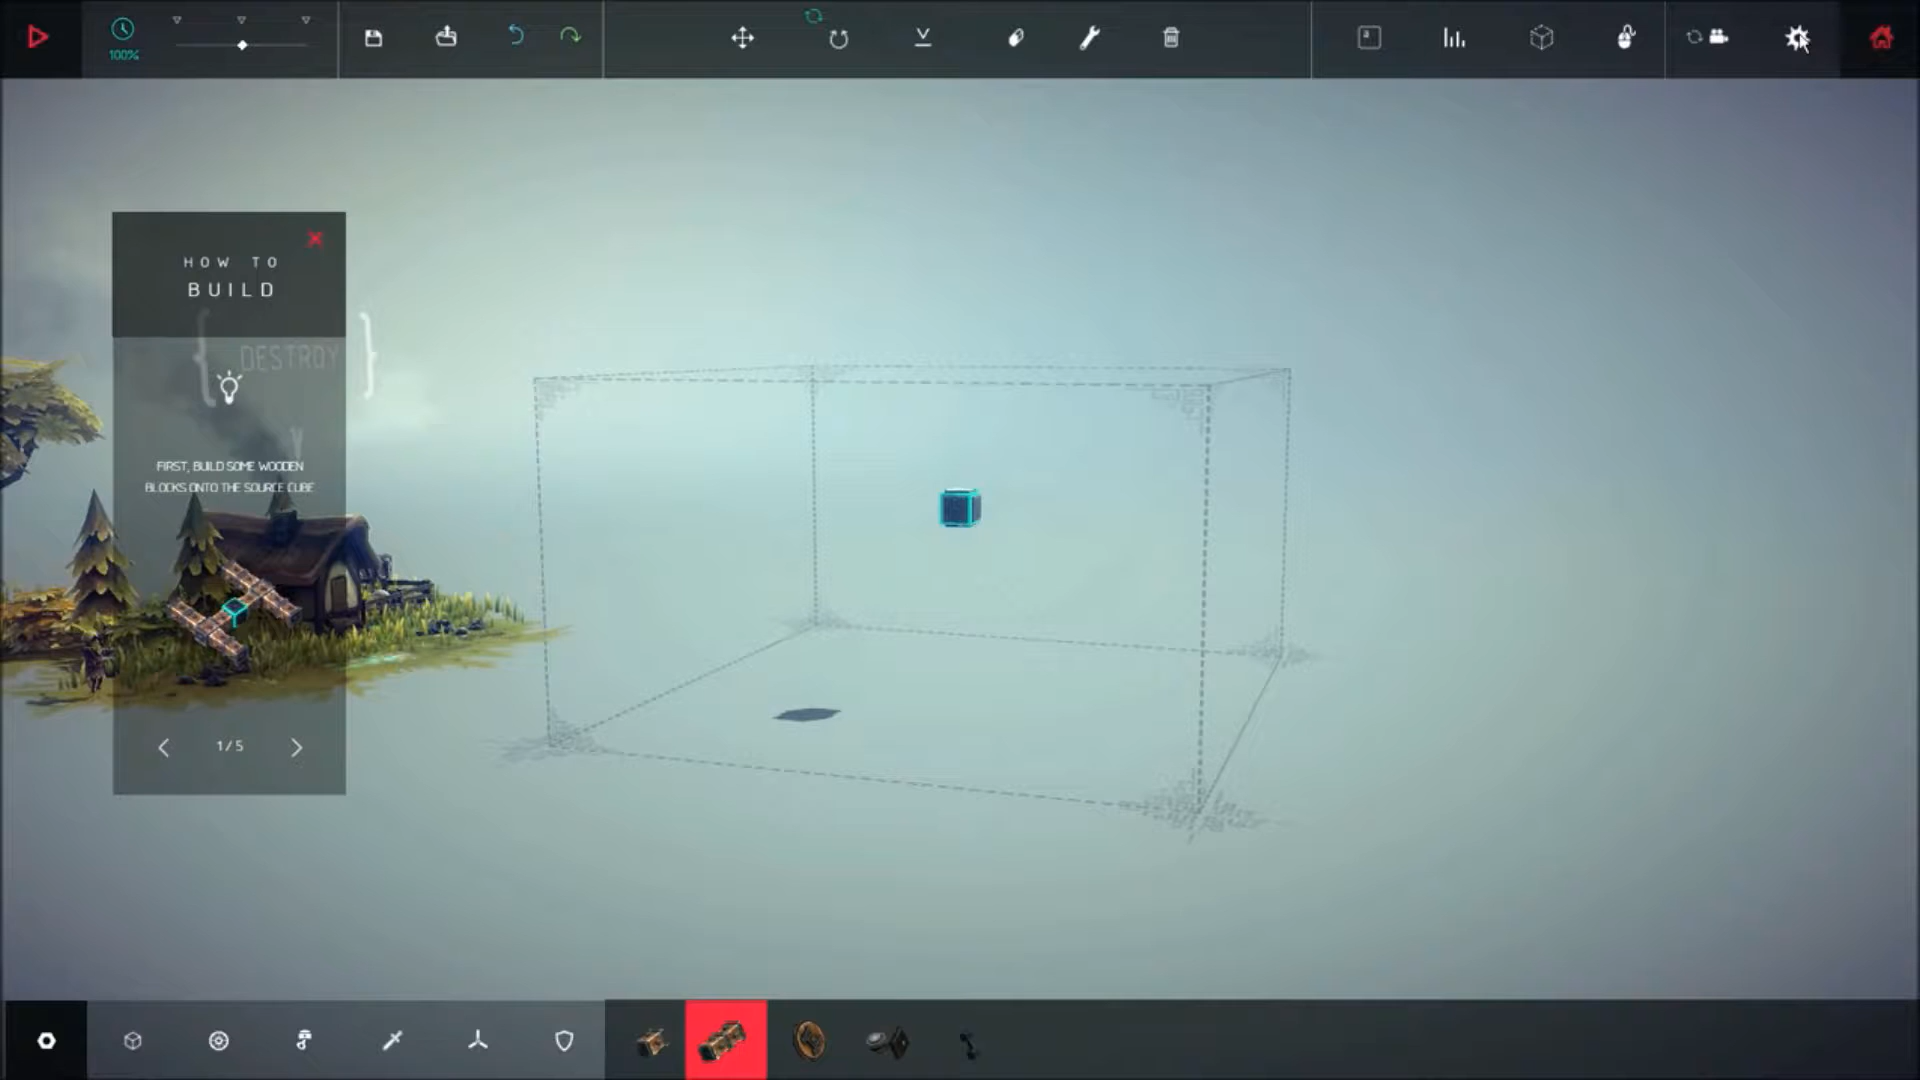 100%
HOW TO
BUILD
DESTROY
FIRST, BUILD SOME WOODEN
BLOCKS ONTO THE SOURCE CUBE
1/5